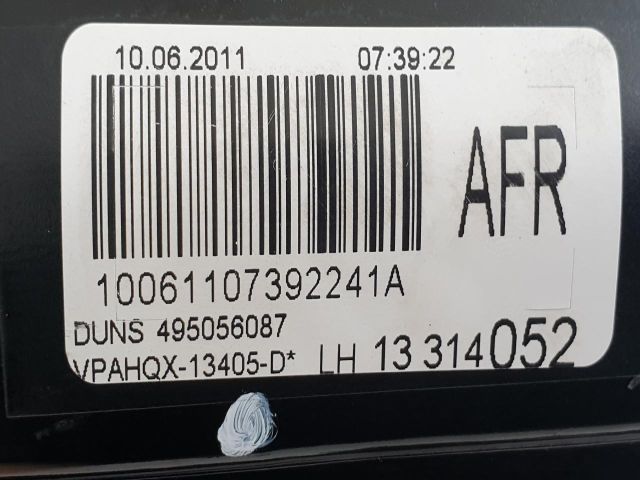 10.06.2011 07:39:22
AFR
10061107392241A
DUNS 495056087
VPAHQX-13405-D* LH 13 314052